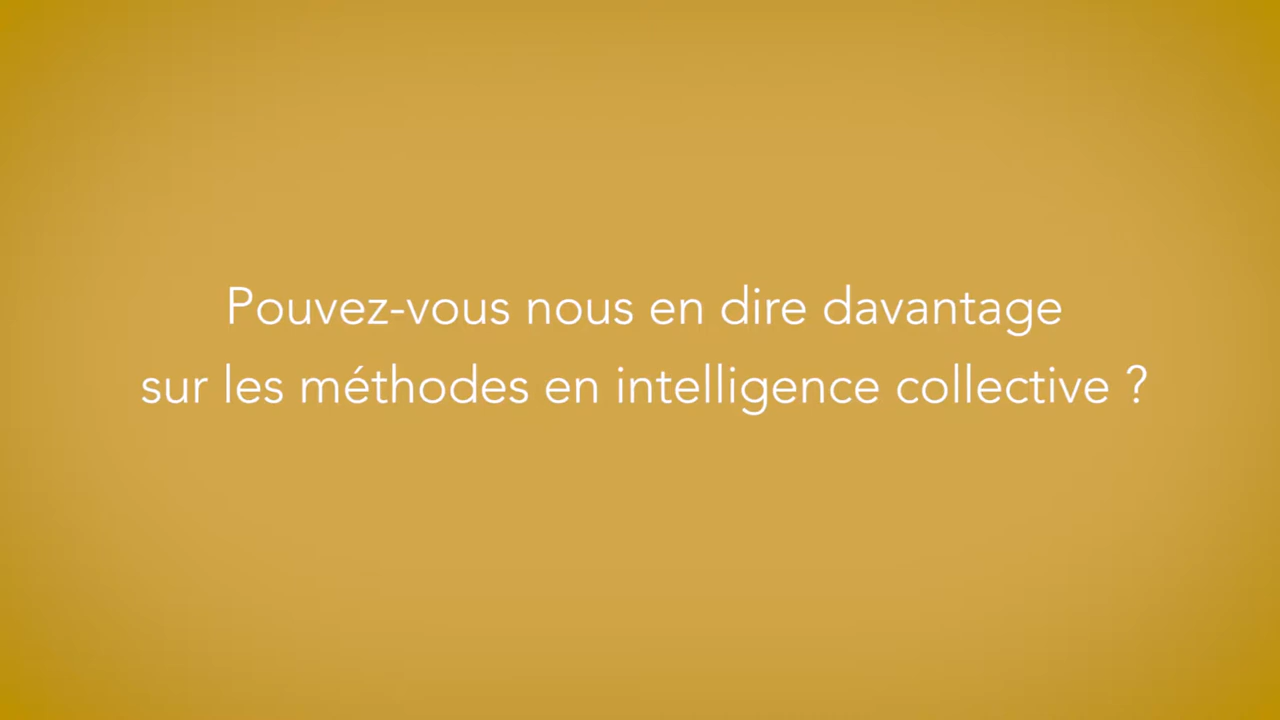 Pouvez-vous nous en dire davantage
sur les méthodes en intelligence collective ?